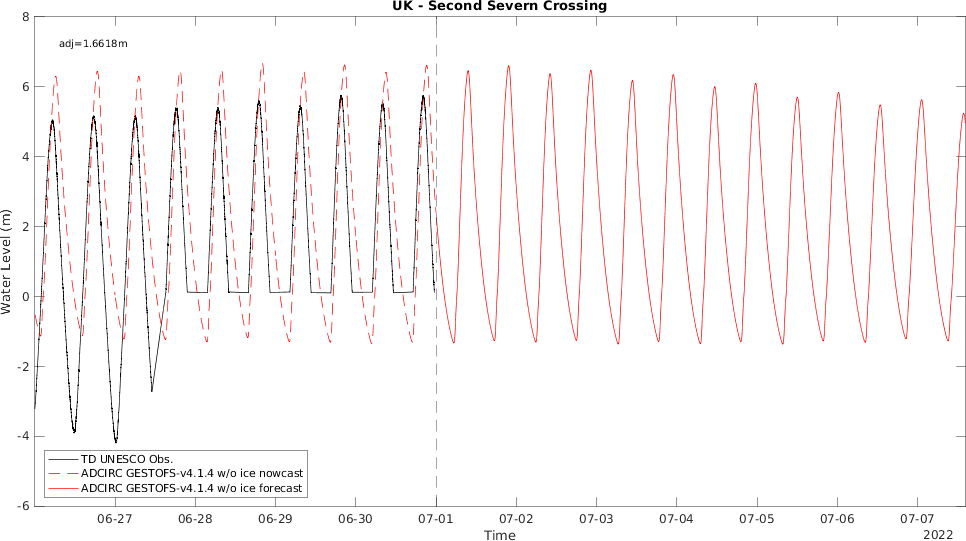 UK - Second Severn Crossing
8
adj=1.6618m
6
4
2
0
-2
-4
-6
Water Level (m)
TD UNESCO Obs.
ADCIRC GESTOFS-v4.1.4 w/o ice nowcast
ADCIRC GESTOFS-v4.1.4 w/o ice forecast
06-27 06-28 06-29 06-30 07-01 07-02 07-03 07-04 07-05 07-06 07-07
Time
2022